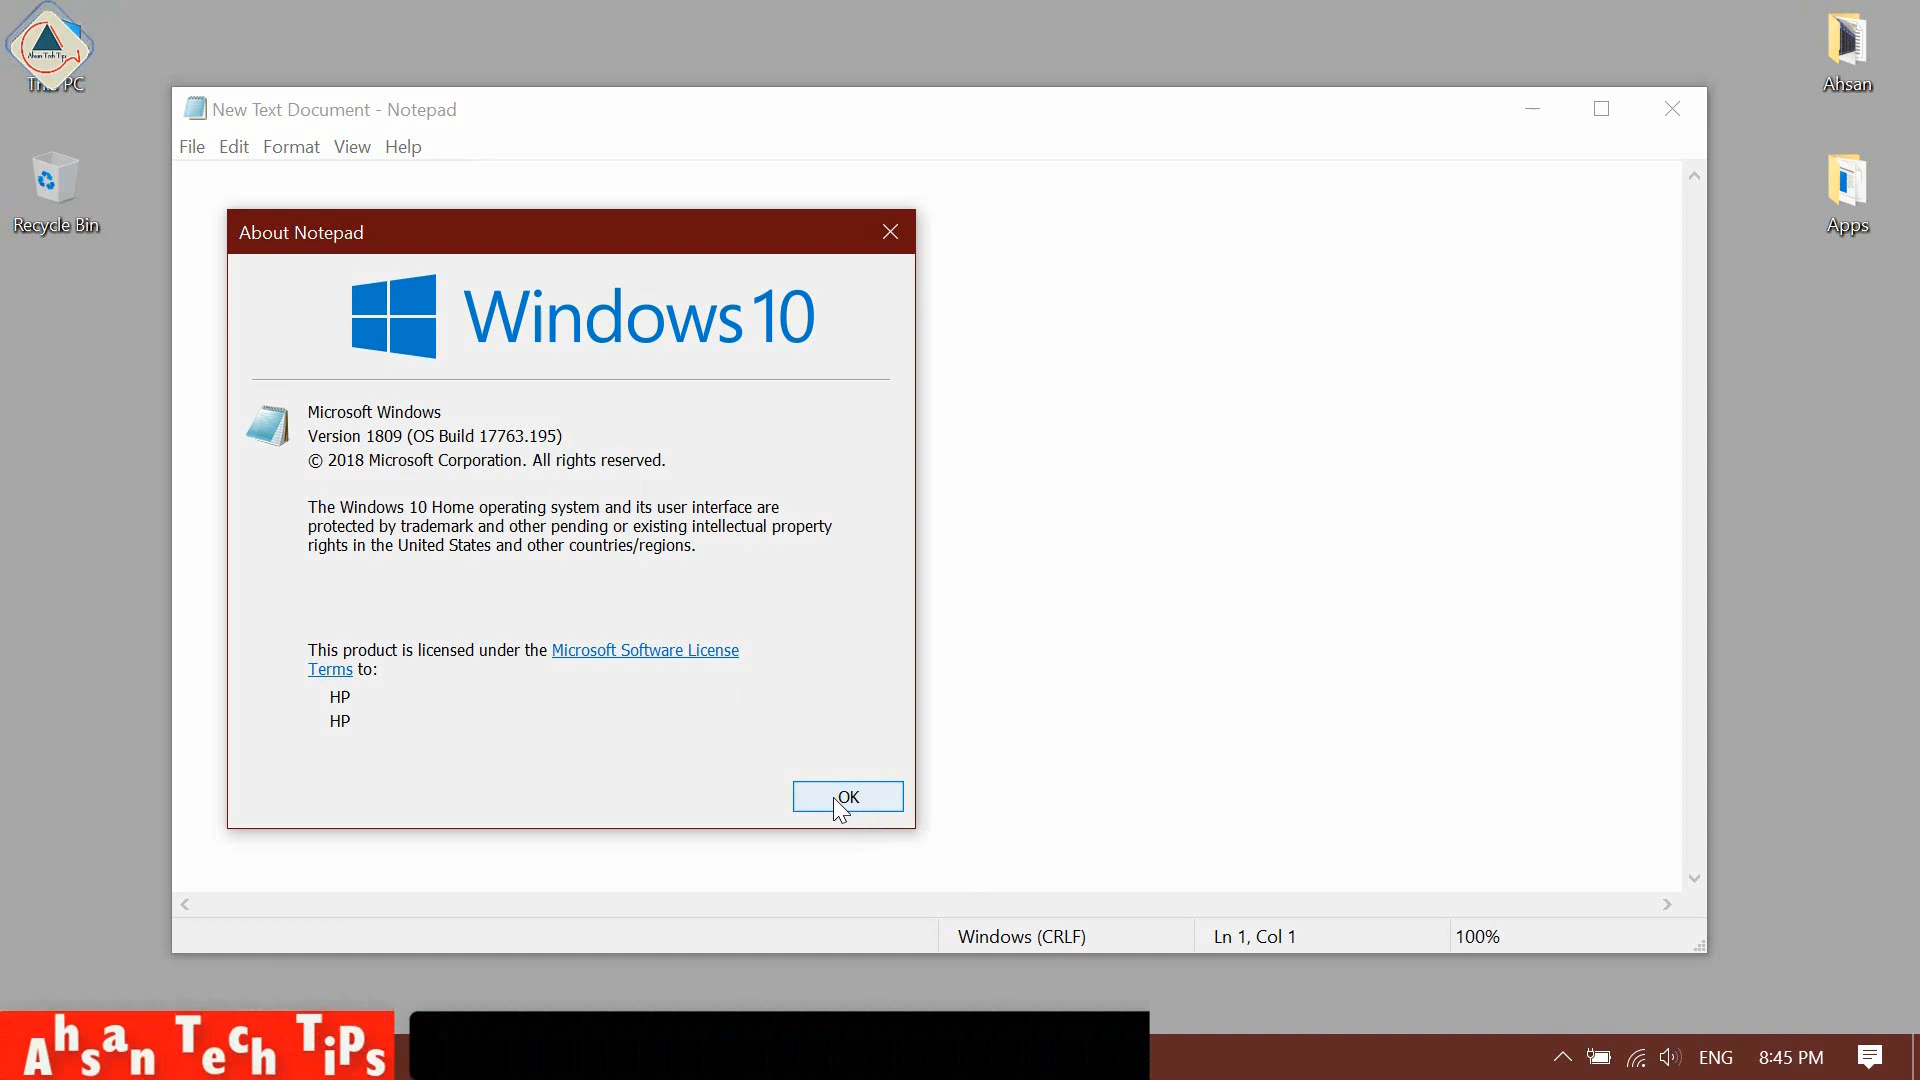 Ahsan Tech Tips
This PC
Recycle Bin
Ahsan
Apps
New Text Document - Notepad
File Edit Format View Help
About Notepad
Windows 10
Microsoft Windows
Version 1809 (OS Build 17763.195)
© 2018 Microsoft Corporation. All rights reserved.
The Windows 10 Home operating system and its user interface are
protected by trademark and other pending or existing intellectual property
rights in the United States and other countries/regions.
This product is licensed under the Microsoft Software License
Terms to:
HP
HP
OK
Windows (CRLF) Ln 1, Col 1 100%
Ahsan Tech Tips
ENG 8:45 PM